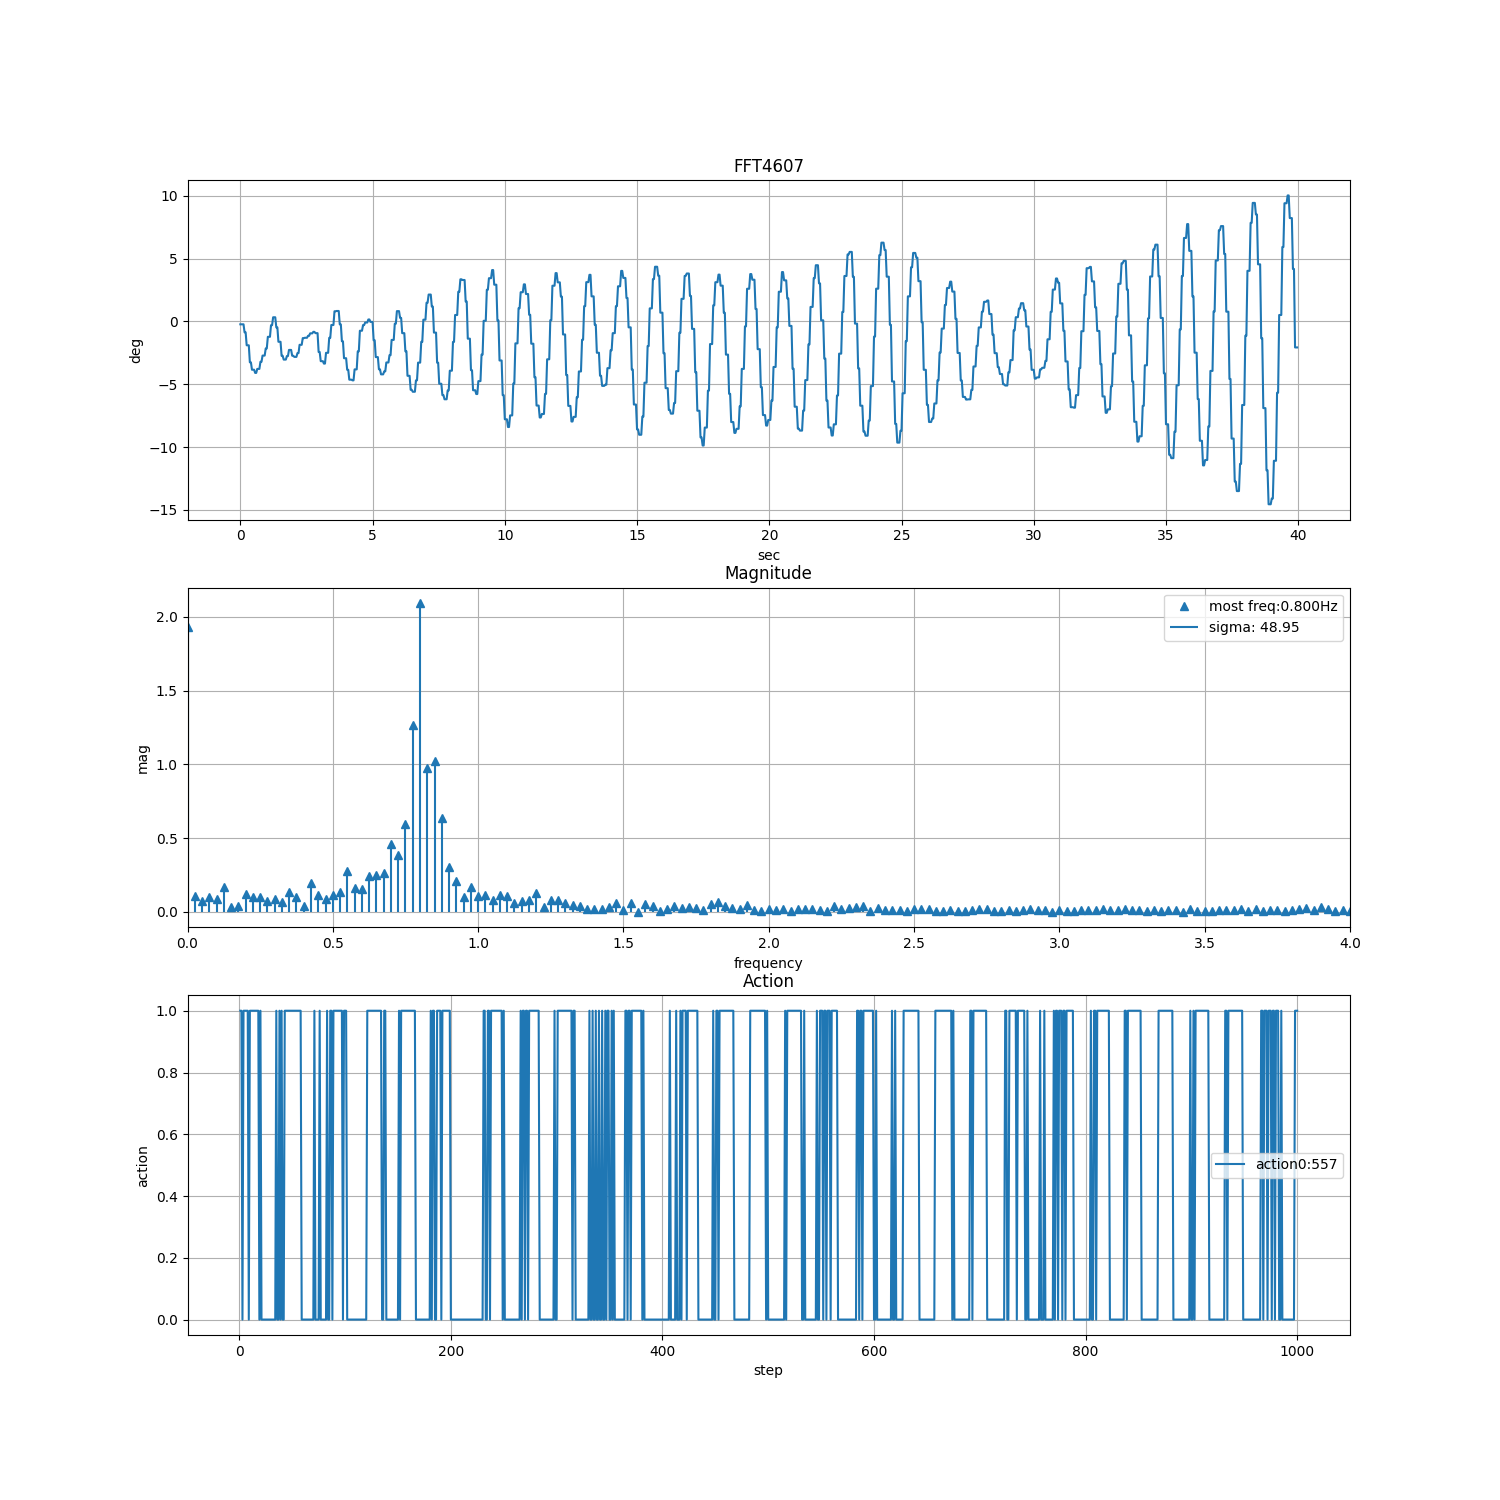 FFT4607
10
5
0
−5
−10
−15
deg
0 5 10 15 20 25 30 35 40
sec
Magnitude
2.0
1.5
1.0
0.5
0.0
mag
most freq:0.800Hz
sigma: 48.95
0.0 0.5 1.0 1.5 2.0 2.5 3.0 3.5 4.0
frequency
Action
1.0
0.8
0.6
0.4
0.2
0.0
action
action0:557
0 200 400 600 800 1000
step